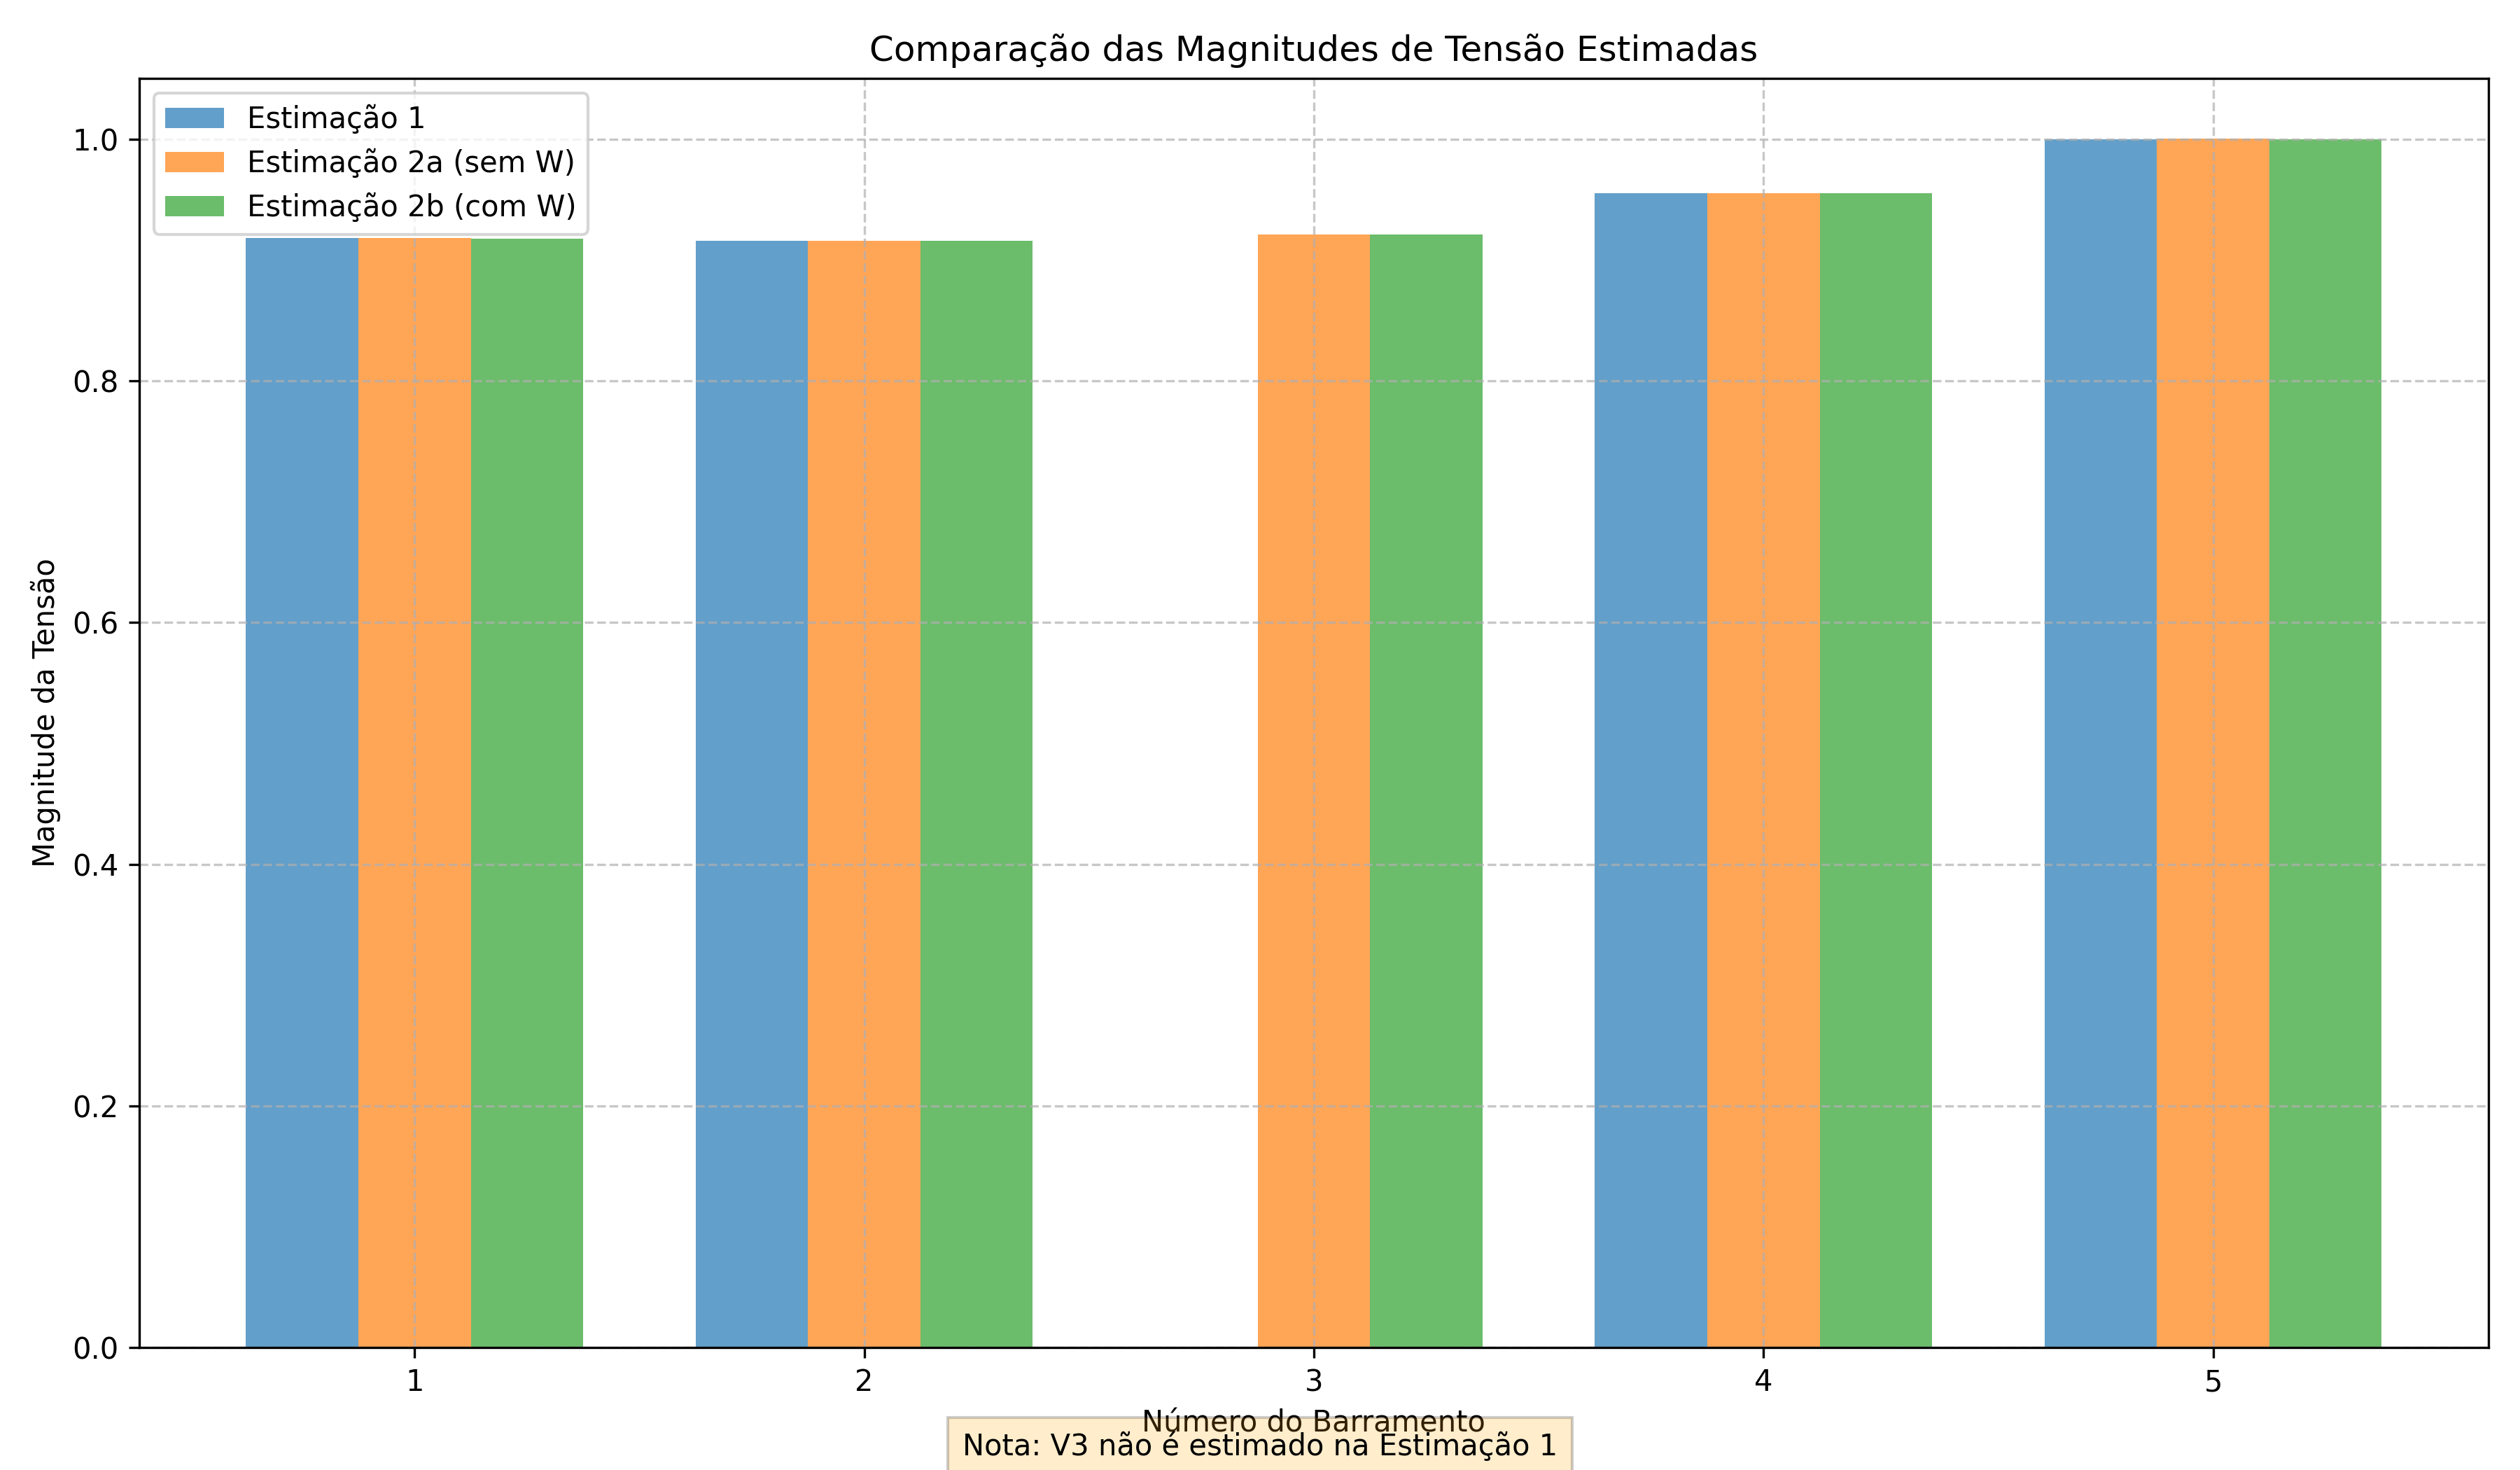 Comparação das Magnitudes de Tensão Estimadas
Estimação 1
Estimação 2a (sem W)
Estimação 2b (com W)
Magnitude da Tensão
1.0
0.8
0.6
0.4
0.2
0.0
1 2 3 4 5
Número do Barramento
Nota: V3 não é estimado na Estimação 1